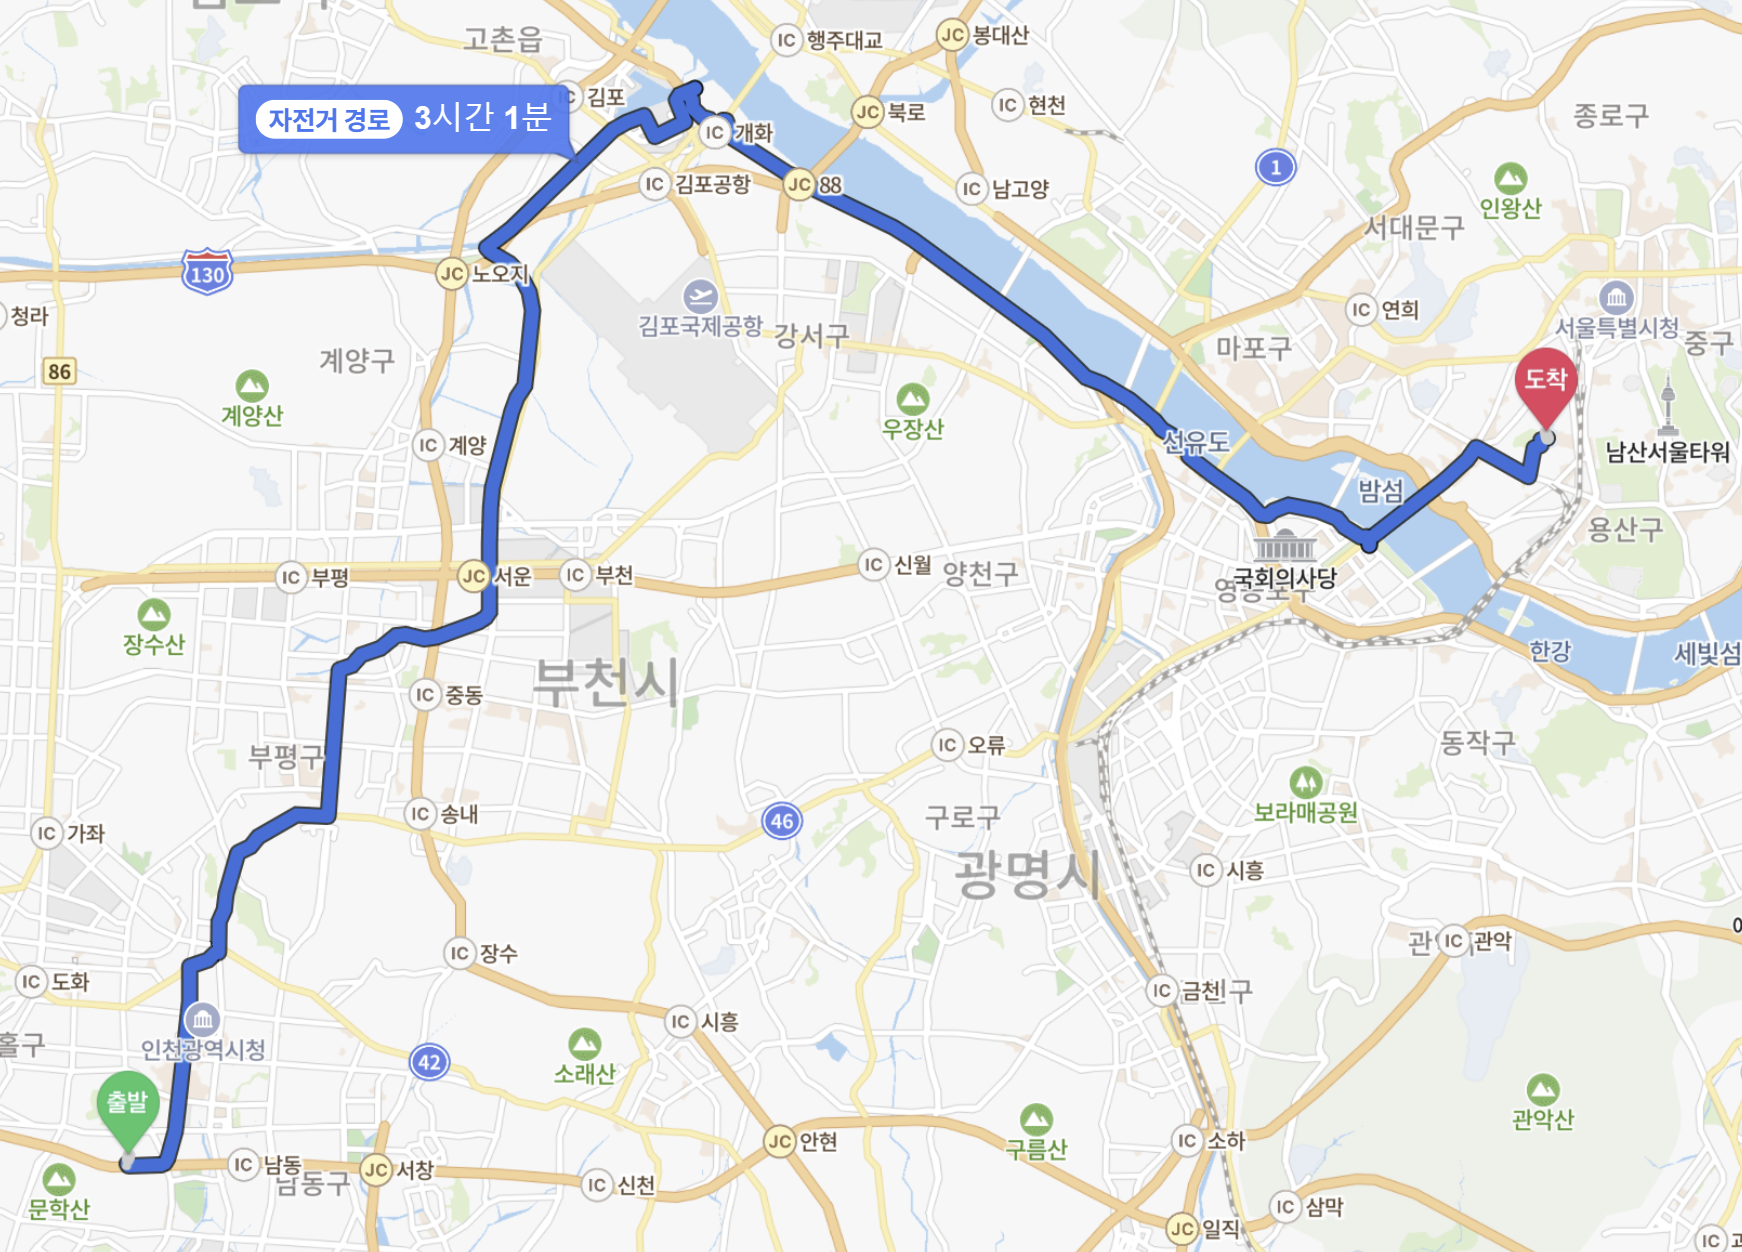 고촌읍
IC 행주대교
JC 봉대산
IC 김포
자전거 경로 3시간 1분
JC 북로
IC 현천
종로구
IC 개화
1
IC 김포공항
JC 88
IC 남고양
인왕산
서대문구
130
JC 노오지
김포국제공항
서울특별시청
청라
IC 연희
계양구
강서구
마포구
중구
86
도착
계양산
우장산
IC 계양
선유도
남산서울타워
밤섬
용산구
IC 부평
JC 서운
IC 부천
IC 신월
양천구
국회의사당
영등포구
장수산
한강
세빛섬
부천시
IC 중동
부평구
IC 오류
동작구
IC 송내
46
구로구
보라매공원
IC 가좌
광명시
IC 시흥
IC 장수
IC 관악
IC 도화
IC 금천
구
IC 시흥
홀구
인천광역시청
42
소래산
출발
관악산
JC 안현
구름산
IC 소하
IC 남동
남동구
JC 서창
IC 신천
문학산
IC 삼막
JC 일직
IC